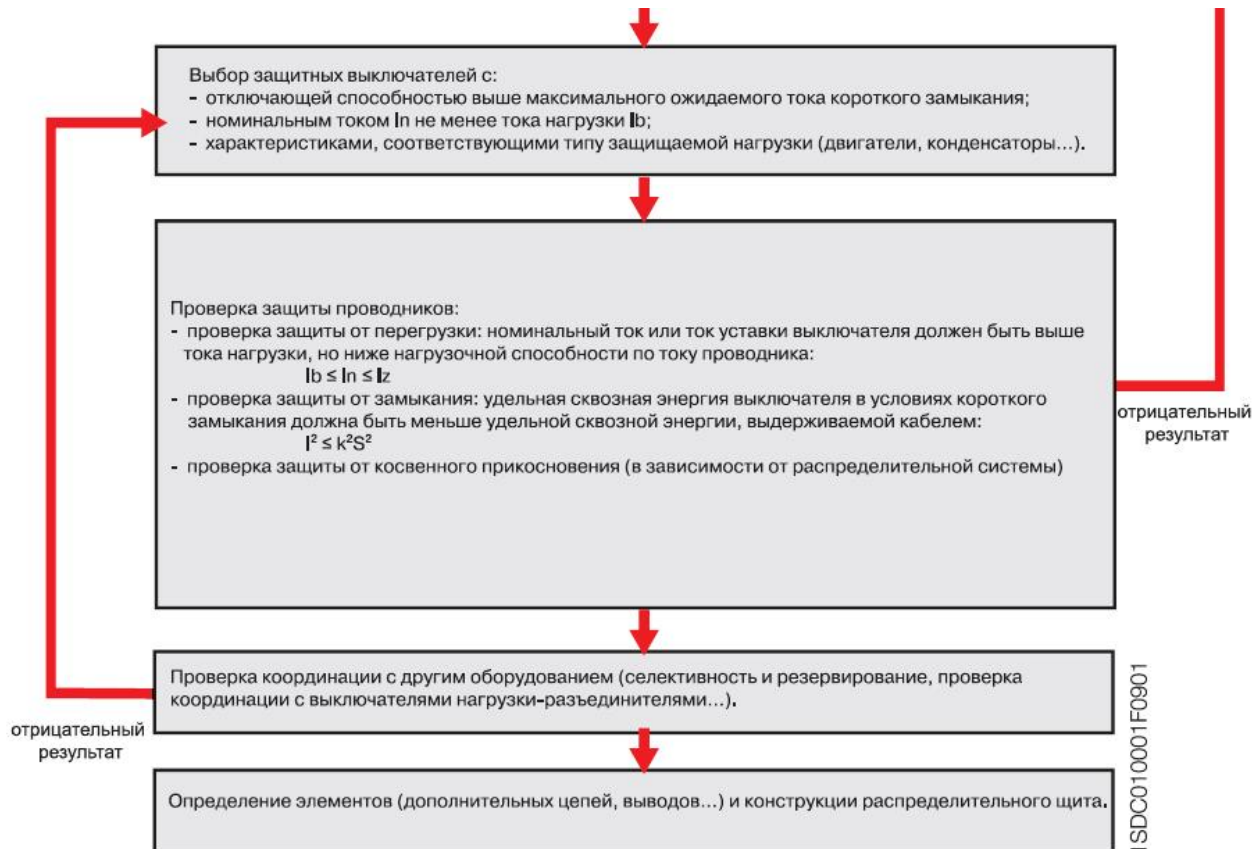 Выбор защитных выключателей с:
- отключающей способностью выше максимального ожидаемого тока короткого замыкания;
- номинальным током In не менее тока нагрузки Ib;
- характеристиками, соответствующими типу защищаемой нагрузки (двигатели, конденсаторы...).
Проверка защиты проводников:
- проверка защиты от перегрузки: номинальный ток или ток уставки выключателя должен быть выше
тока нагрузки, но ниже нагрузочной способности по току проводника:
Ib ≤ In ≤ Iz
- проверка защиты от замыкания: удельная сквозная энергия выключателя в условиях короткого
замыкания должна быть меньше удельной сквозной энергии, выдерживаемой кабелем:
I² ≤ k²S²
- проверка защиты от косвенного прикосновения (в зависимости от распределительной системы)
отрицательный
результат
Проверка координации с другим оборудованием (селективность и резервирование, проверка
координации с выключателями нагрузки-разъединителями...).
отрицательный
результат
Определение элементов (дополнительных цепей, выводов...) и конструкции распределительного щита.
1SDC010001F0901